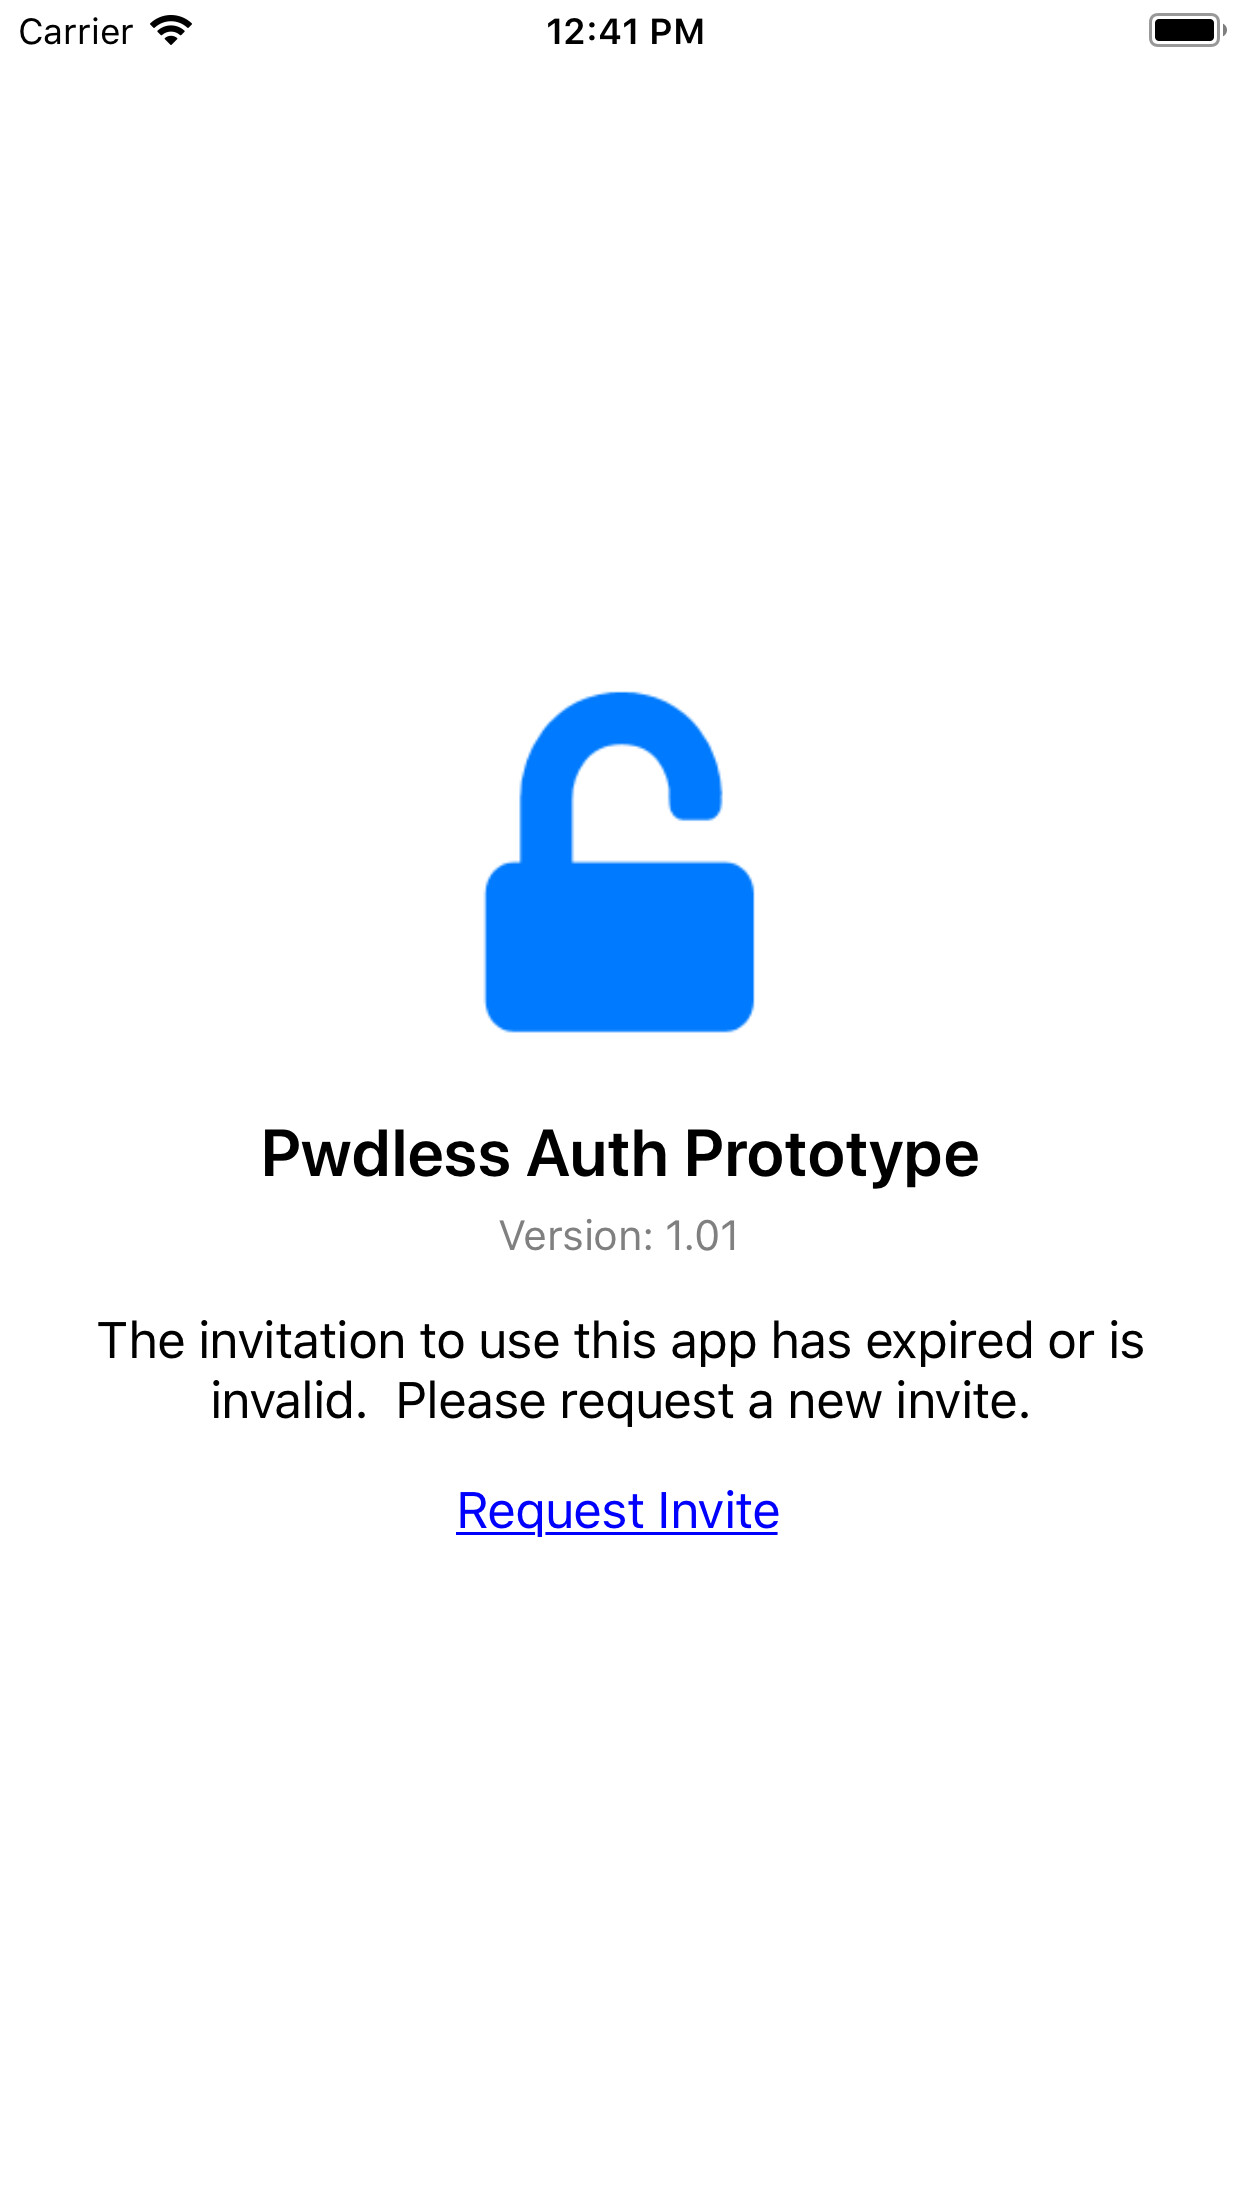 Carrier 12:41 PM
Pwdless Auth Prototype
Version: 1.01
The invitation to use this app has expired or is
invalid.  Please request a new invite.
Request Invite